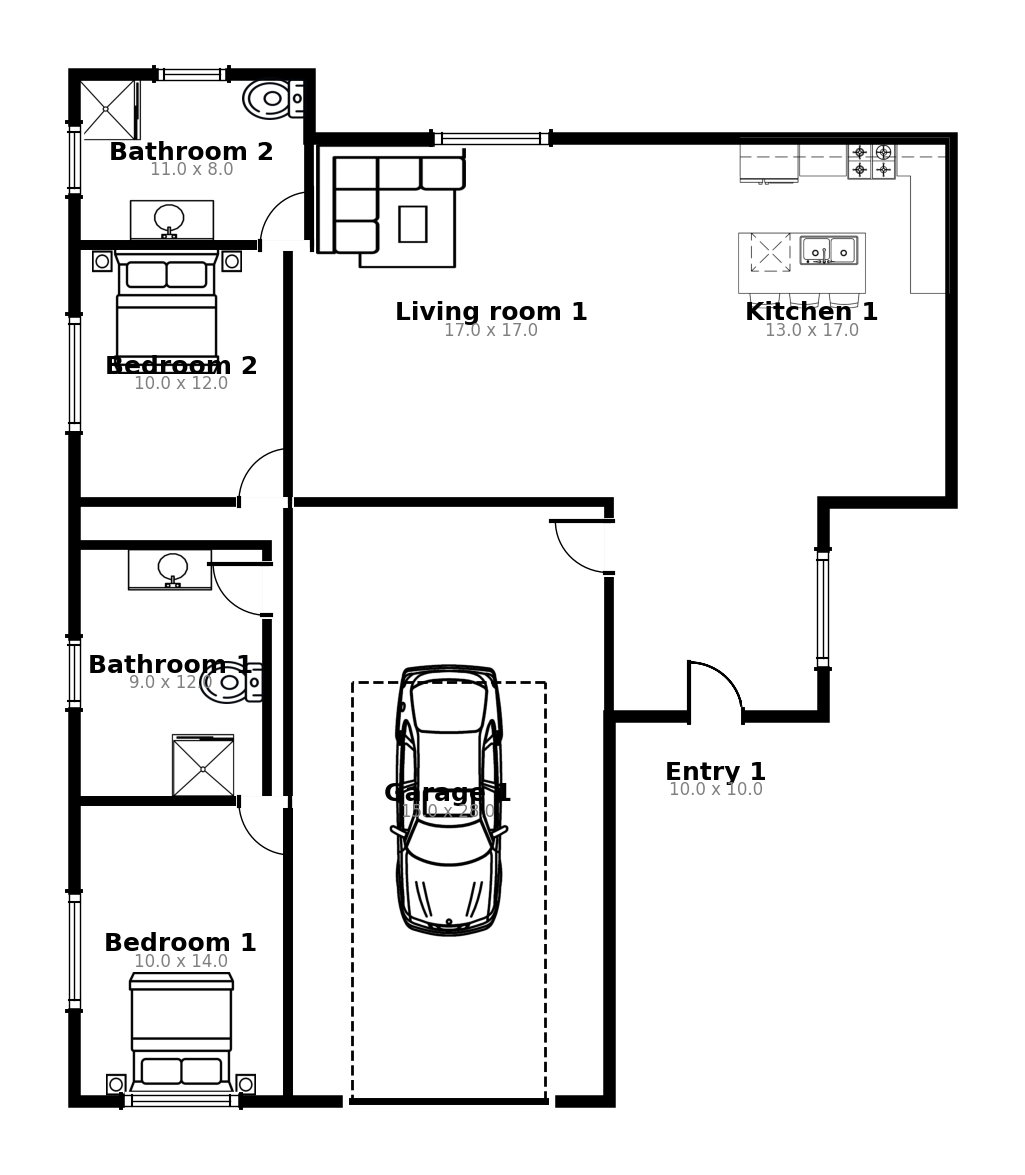 Bathroom 2
11.0 x 8.0
Living room 1
17.0 x 17.0
Kitchen 1
13.0 x 17.0
Bedroom 2
10.0 x 12.0
Bathroom 1
9.0 x 12.0
Entry 1
10.0 x 10.0
Garage 1
15.0 x 28.0
Bedroom 1
10.0 x 14.0